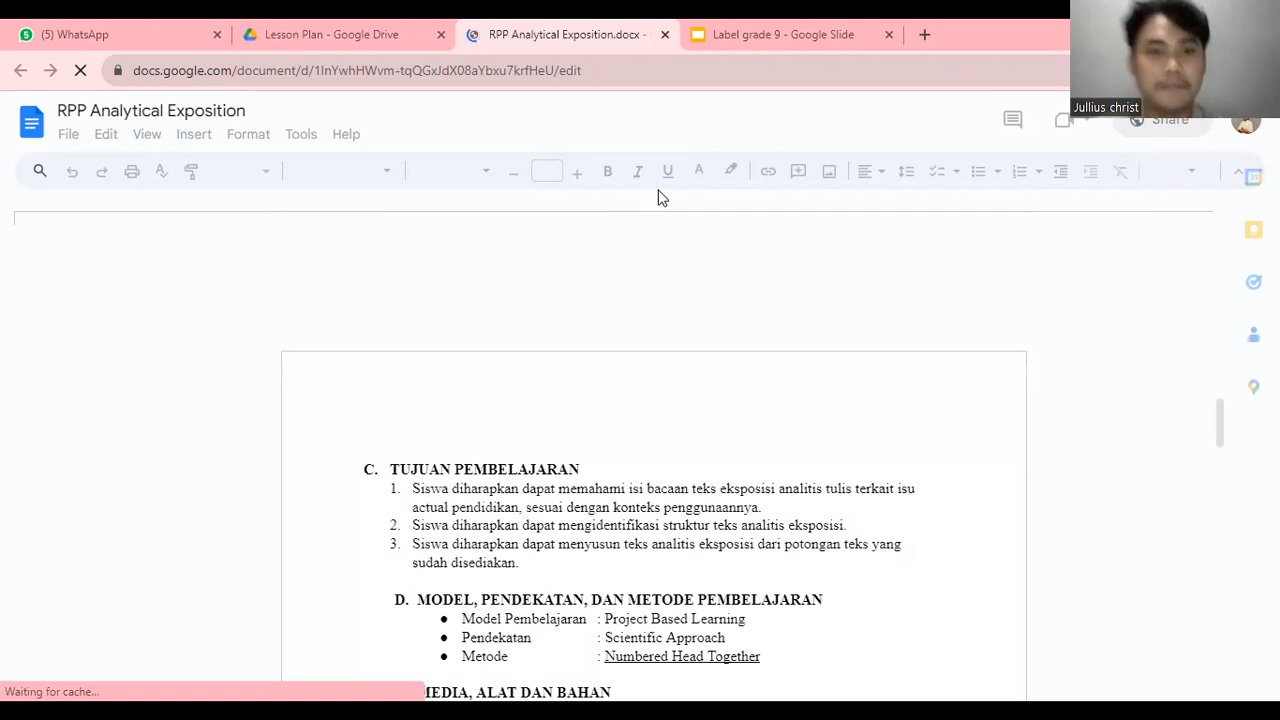 (5) WhatsApp
Lesson Plan - Google Drive
RPP Analytical Exposition.docx -
Label grade 9 - Google Slide
docs.google.com/document/d/1InYwhHWvm-tqQGxJdX08aYbxu7krfHeU/edit
Jullius christ
RPP Analytical Exposition
Share
File Edit View Insert Format Tools Help
C. TUJUAN PEMBELAJARAN
1. Siswa diharapkan dapat memahami isi bacaan teks eksposisi analitis tulis terkait isu
actual pendidikan, sesuai dengan konteks penggunaannya.
2. Siswa diharapkan dapat mengidentifikasi struktur teks analitis eksposisi.
3. Siswa diharapkan dapat menyusun teks analitis eksposisi dari potongan teks yang
sudah disediakan.
D. MODEL, PENDEKATAN, DAN METODE PEMBELAJARAN
● Model Pembelajaran : Project Based Learning
● Pendekatan : Scientific Approach
● Metode : Numbered Head Together
MEDIA, ALAT DAN BAHAN
Waiting for cache...